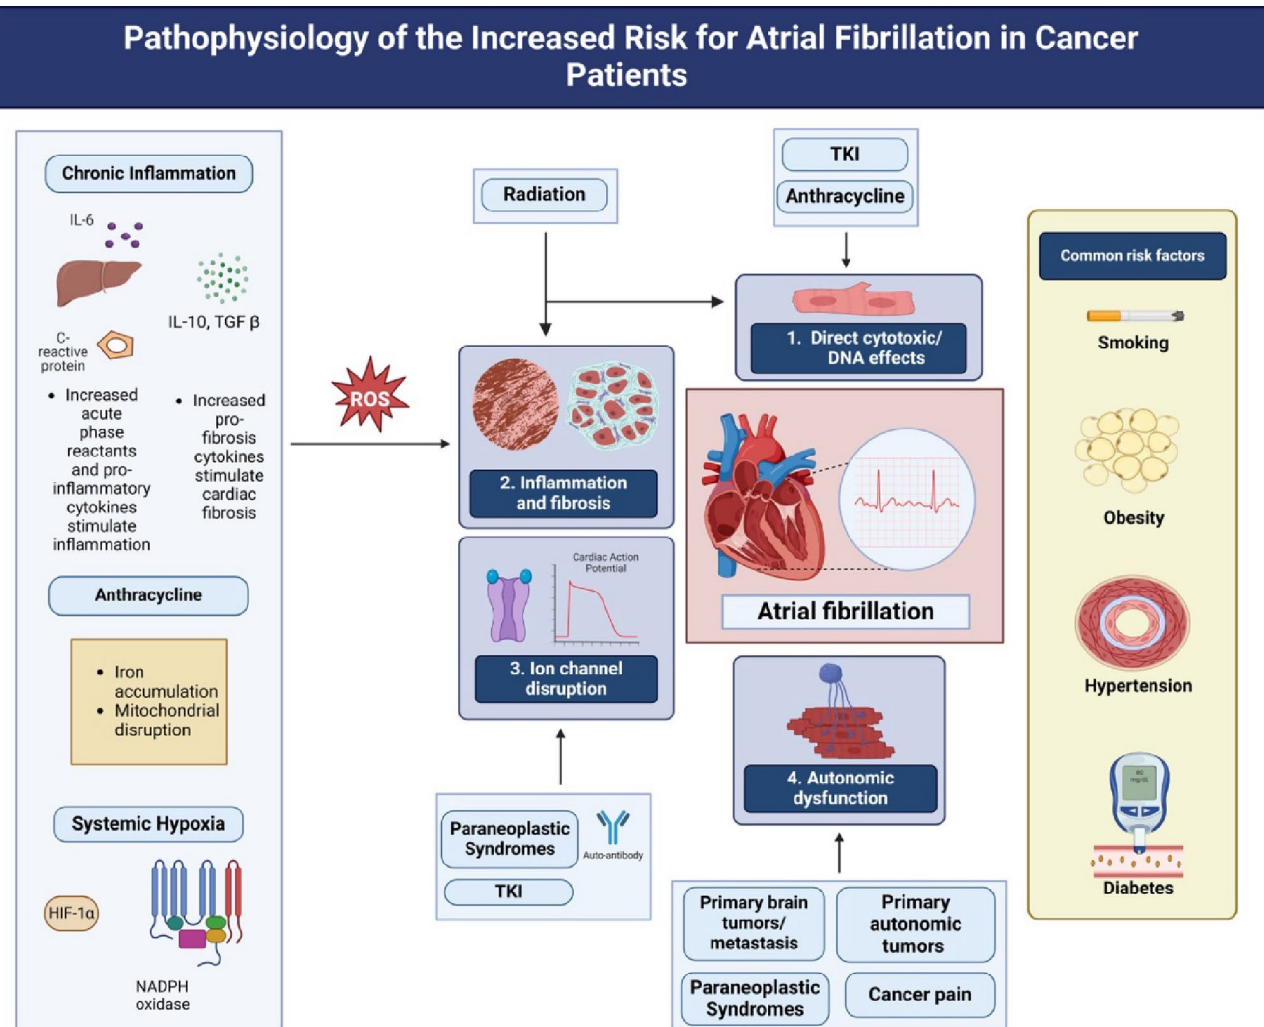 Pathophysiology of the Increased Risk for Atrial Fibrillation in Cancer
Patients
Chronic Inflammation
IL-6
IL-10, TGF β
C-
reactive
protein
• Increased
acute
phase
reactants
and pro-
inflammatory
cytokines
stimulate
inflammation
• Increased
pro-
fibrosis
cytokines
stimulate
cardiac
fibrosis
Anthracycline
• Iron
accumulation
• Mitochondrial
disruption
Systemic Hypoxia
HIF-1α
NADPH
oxidase
ROS
Radiation
TKI
Anthracycline
1. Direct cytotoxic/
DNA effects
2. Inflammation
and fibrosis
Cardiac Action
Potential
3. Ion channel
disruption
Atrial fibrillation
4. Autonomic
dysfunction
Paraneoplastic
Syndromes
Auto-antibody
TKI
Primary brain
tumors/
metastasis
Primary
autonomic
tumors
Paraneoplastic
Syndromes
Cancer pain
Common risk factors
Smoking
Obesity
Hypertension
80
mg/dL
Diabetes